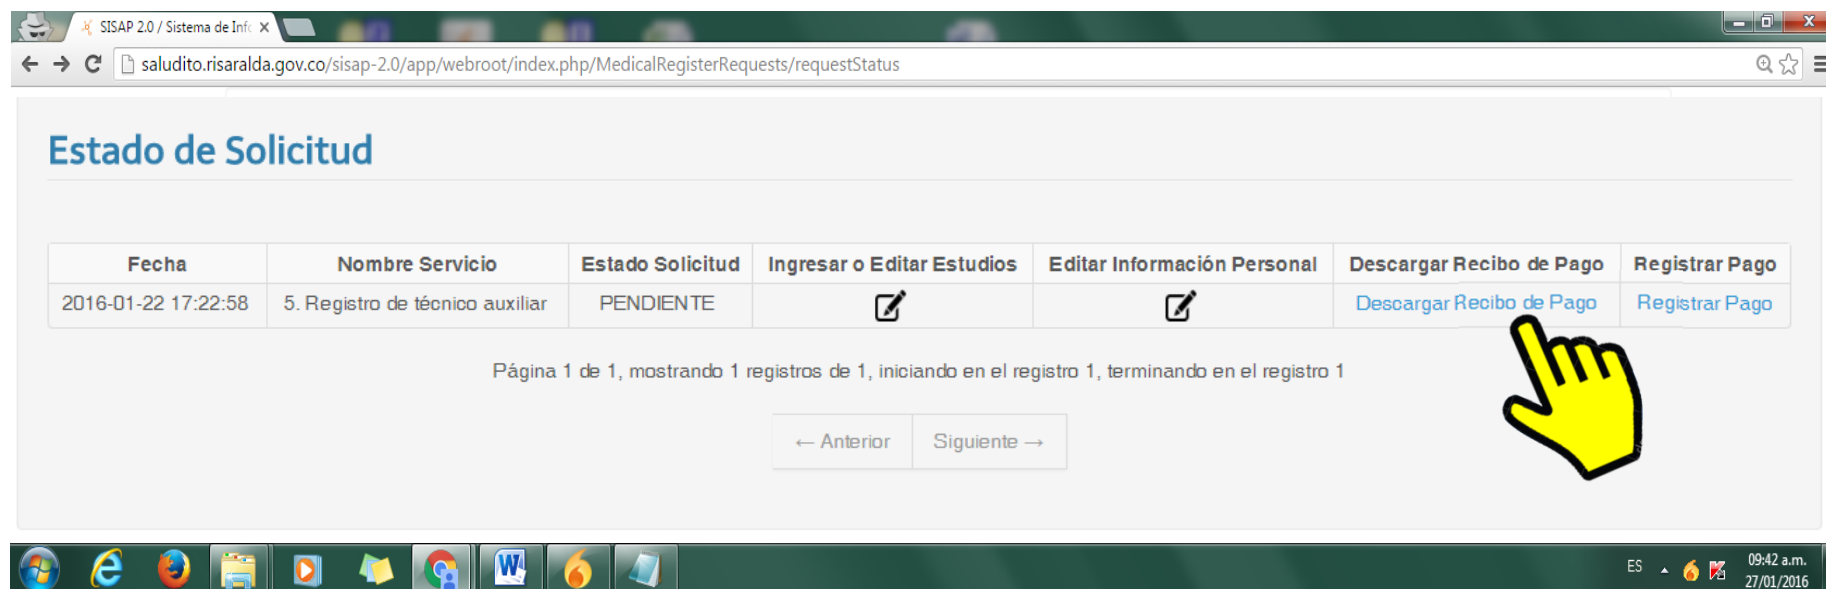 SISAP 2.0 / Sistema de Info
saludito.risaralda.gov.co/sisap-2.0/app/webroot/index.php/MedicalRegisterRequests/requestStatus
Estado de Solicitud
Fecha Nombre Servicio Estado Solicitud Ingresar o Editar Estudios Editar Información Personal Descargar Recibo de Pago Registrar Pago
2016-01-22 17:22:58 5. Registro de técnico auxiliar PENDIENTE Descargar Recibo de Pago Registrar Pago
Página 1 de 1, mostrando 1 registros de 1, iniciando en el registro 1, terminando en el registro 1
← Anterior Siguiente →
ES 09:42 a.m.
27/01/2016